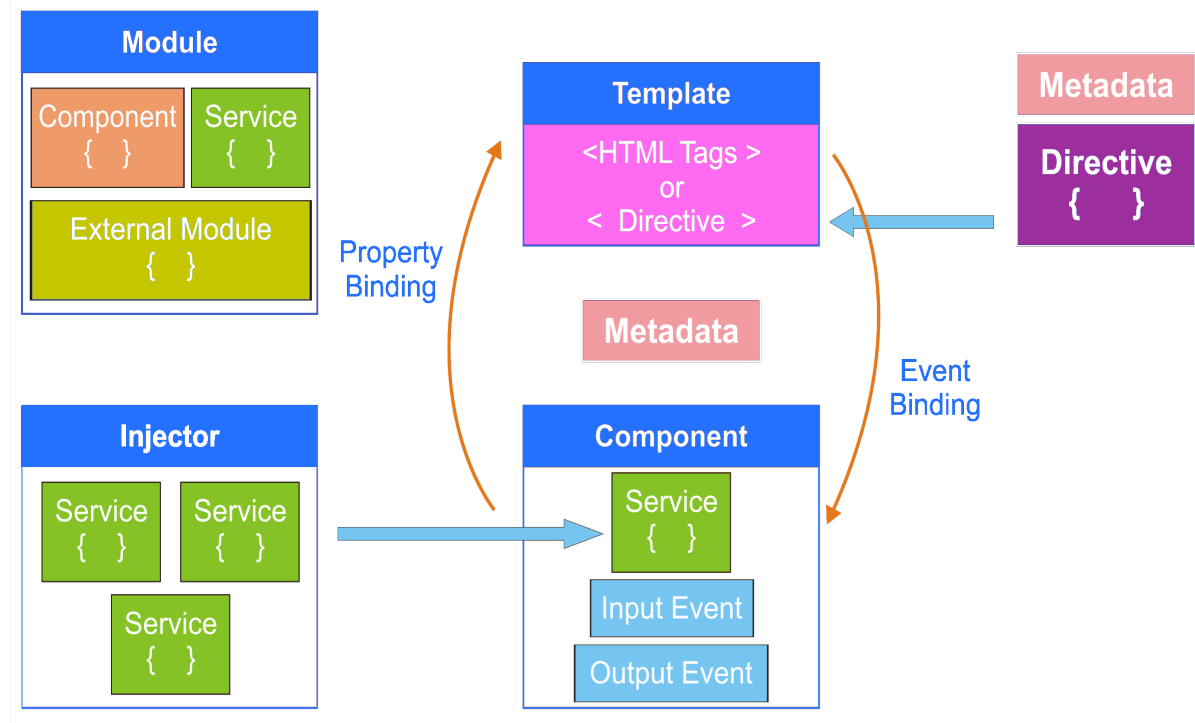 Module
Component
{ }
Service
{ }
External Module
{ }
Template
<HTML Tags >
or
< Directive >
Metadata
Directive
{ }
Property
Binding
Metadata
Event
Binding
Injector
Service
{ }
Service
{ }
Service
{ }
Component
Service
{ }
Input Event
Output Event